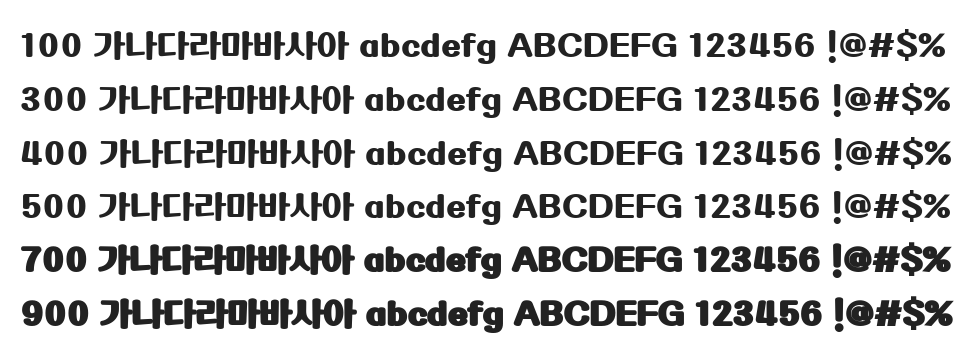 100 가나다라마바사아 abcdefg ABCDEFG 123456 !@#$%
300 가나다라마바사아 abcdefg ABCDEFG 123456 !@#$%
400 가나다라마바사아 abcdefg ABCDEFG 123456 !@#$%
500 가나다라마바사아 abcdefg ABCDEFG 123456 !@#$%
700 가나다라마바사아 abcdefg ABCDEFG 123456 !@#$%
900 가나다라마바사아 abcdefg ABCDEFG 123456 !@#$%